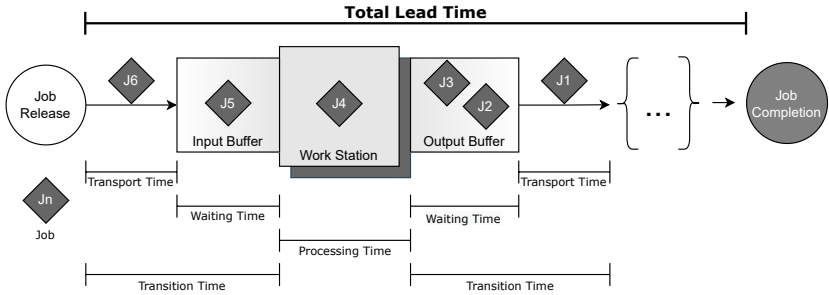 Total Lead Time
Job
Release
J6
J5
Input Buffer
J4
Work Station
J3
J2
Output Buffer
J1
...
Job
Completion
Transport Time
Transport Time
Jn
Job
Waiting Time
Waiting Time
Processing Time
Transition Time
Transition Time